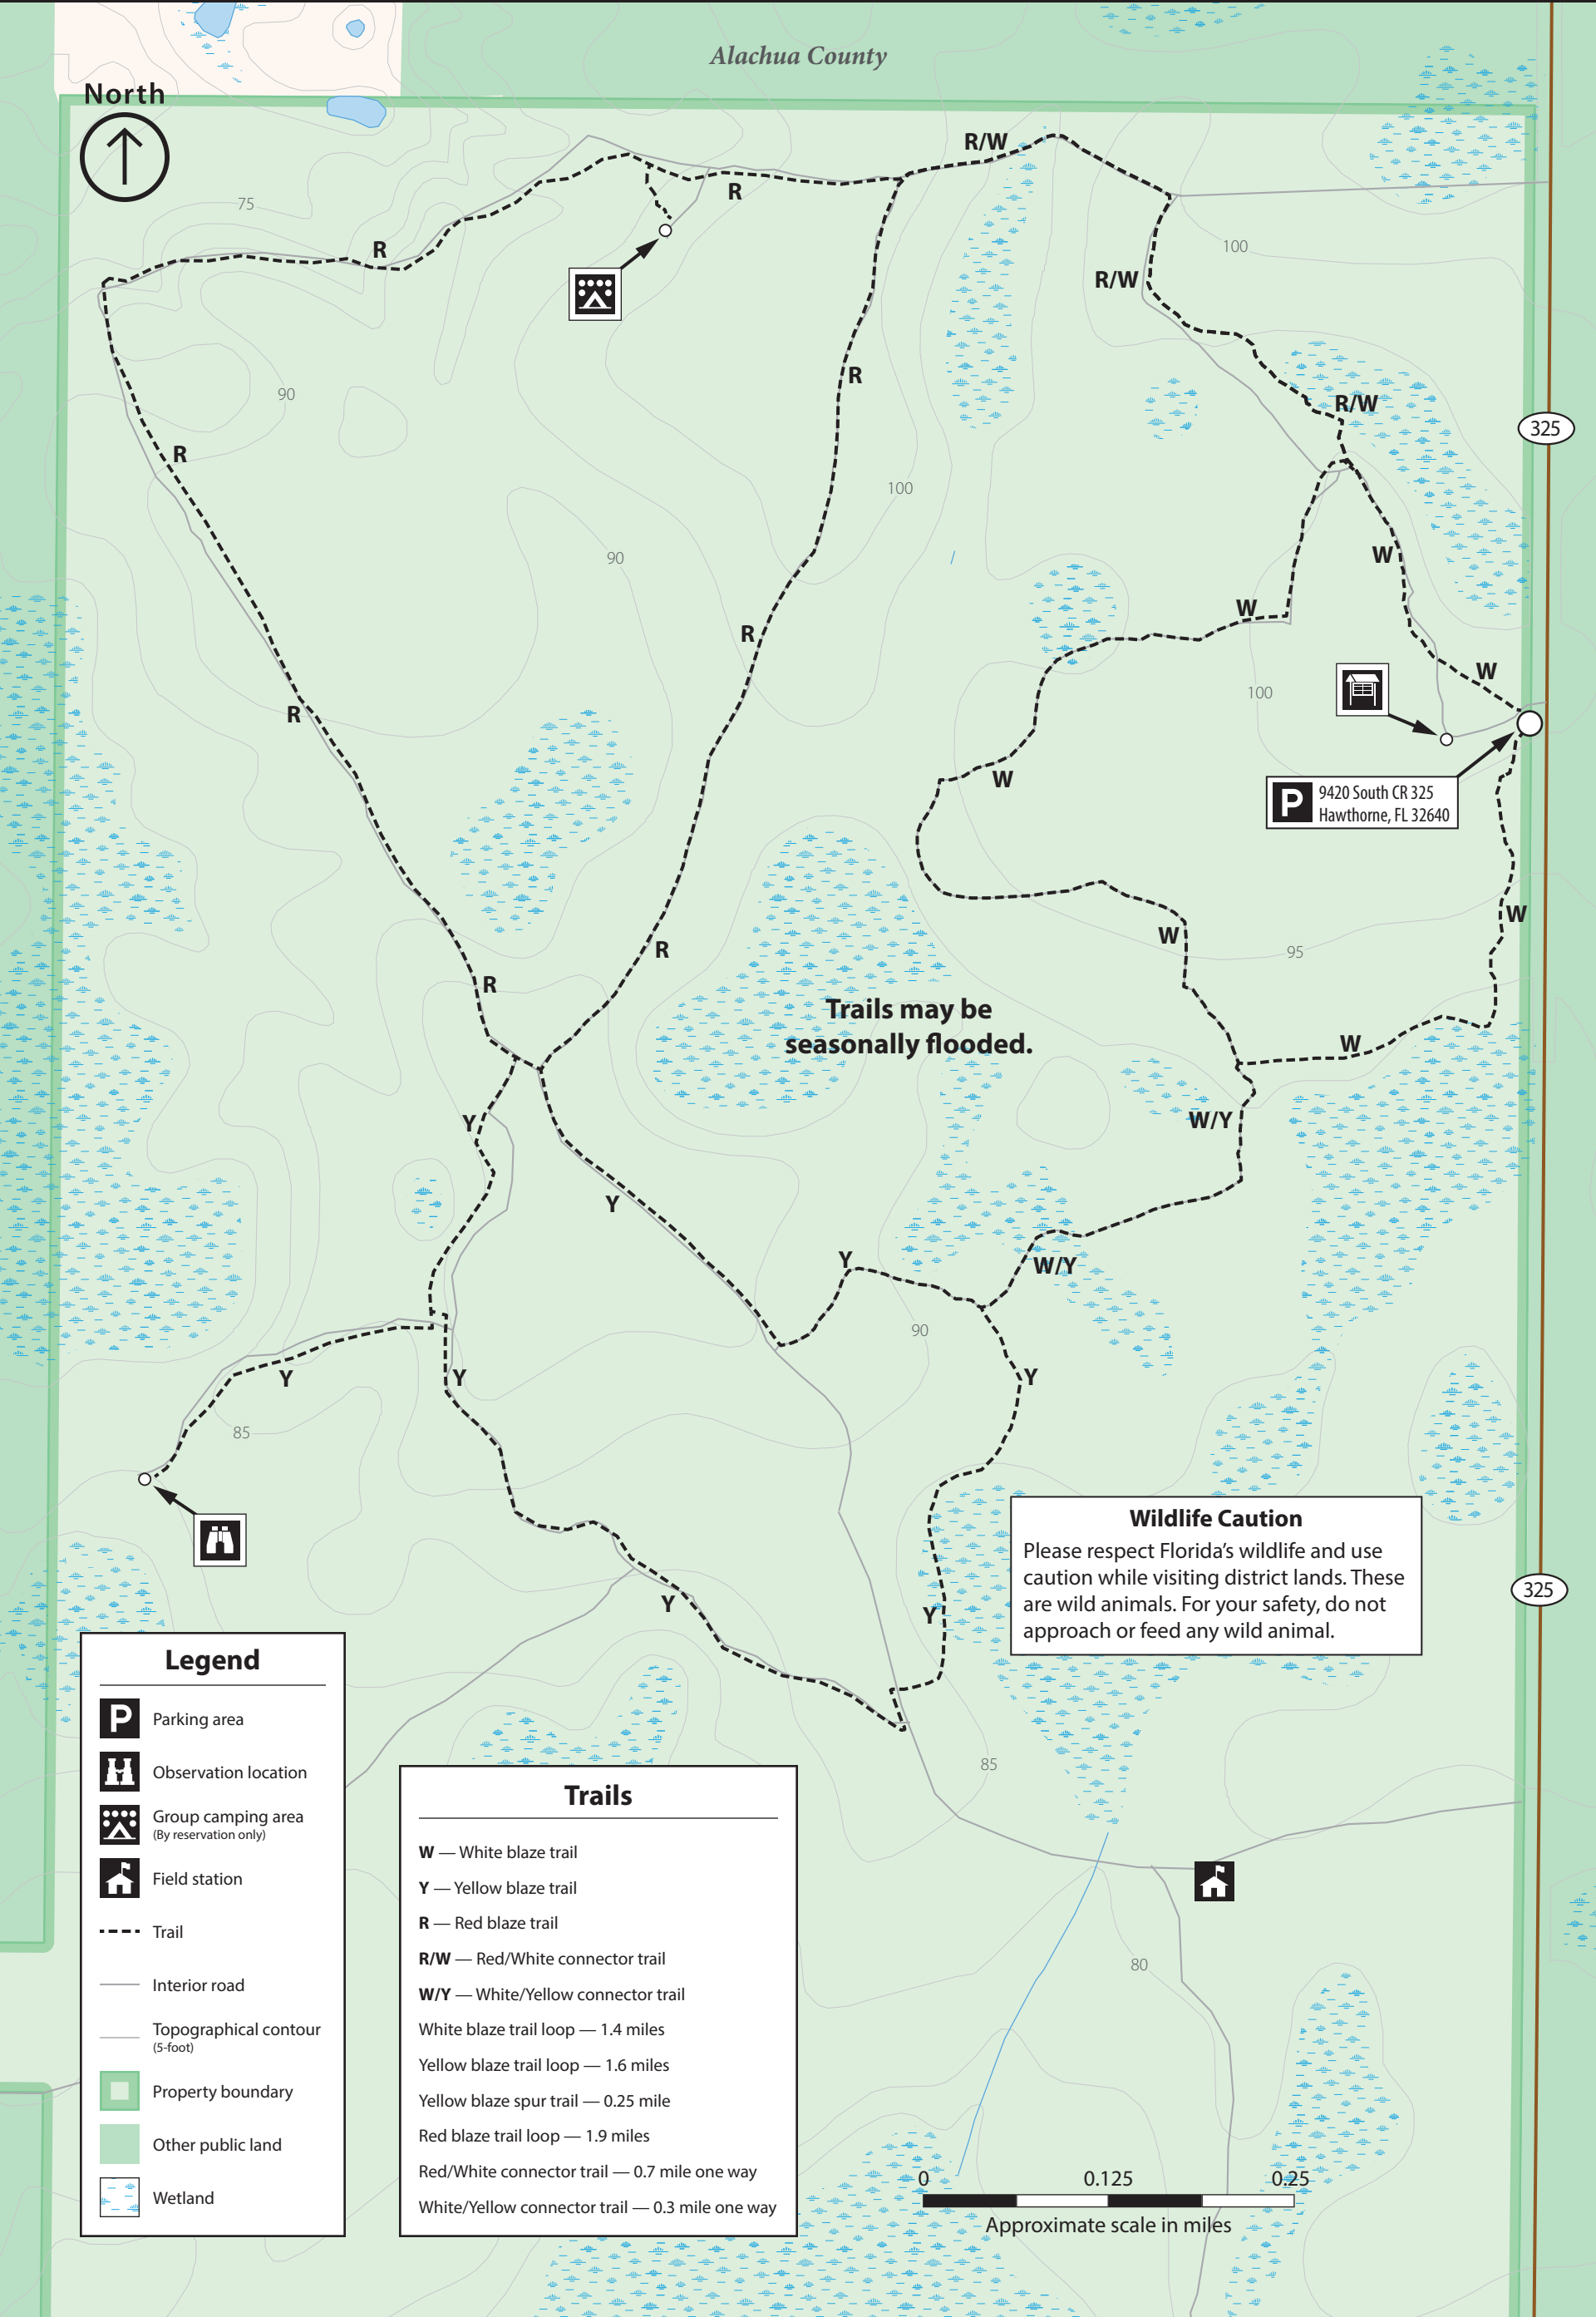 Alachua County
North
R/W
R
75
R
100
R/W
90
R
R/W
325
R
100
90
W
W
R
W
100
R
W
9420 South CR 325
P
Hawthorne, FL 32640
W
W
R
95
R
Trails may be
seasonally flooded.
W
Y
W/Y
Y
Y
W/Y
90
Y
Y
Y
85
Wildlife Caution
Please respect Florida’s wildlife and use
caution while visiting district lands. These
are wild animals. For your safety, do not
approach or feed any wild animal.
325
Y
Y
85
80
Legend
P Parking area
Observation location
Group camping area
(By reservation only)
Field station
Trail
Interior road
Topographical contour
(5-foot)
Property boundary
Other public land
Wetland
Trails
W — White blaze trail
Y — Yellow blaze trail
R — Red blaze trail
R/W — Red/White connector trail
W/Y — White/Yellow connector trail
White blaze trail loop — 1.4 miles
Yellow blaze trail loop — 1.6 miles
Yellow blaze spur trail — 0.25 mile
Red blaze trail loop — 1.9 miles
Red/White connector trail — 0.7 mile one way
White/Yellow connector trail — 0.3 mile one way
0 0.125 0.25
Approximate scale in miles